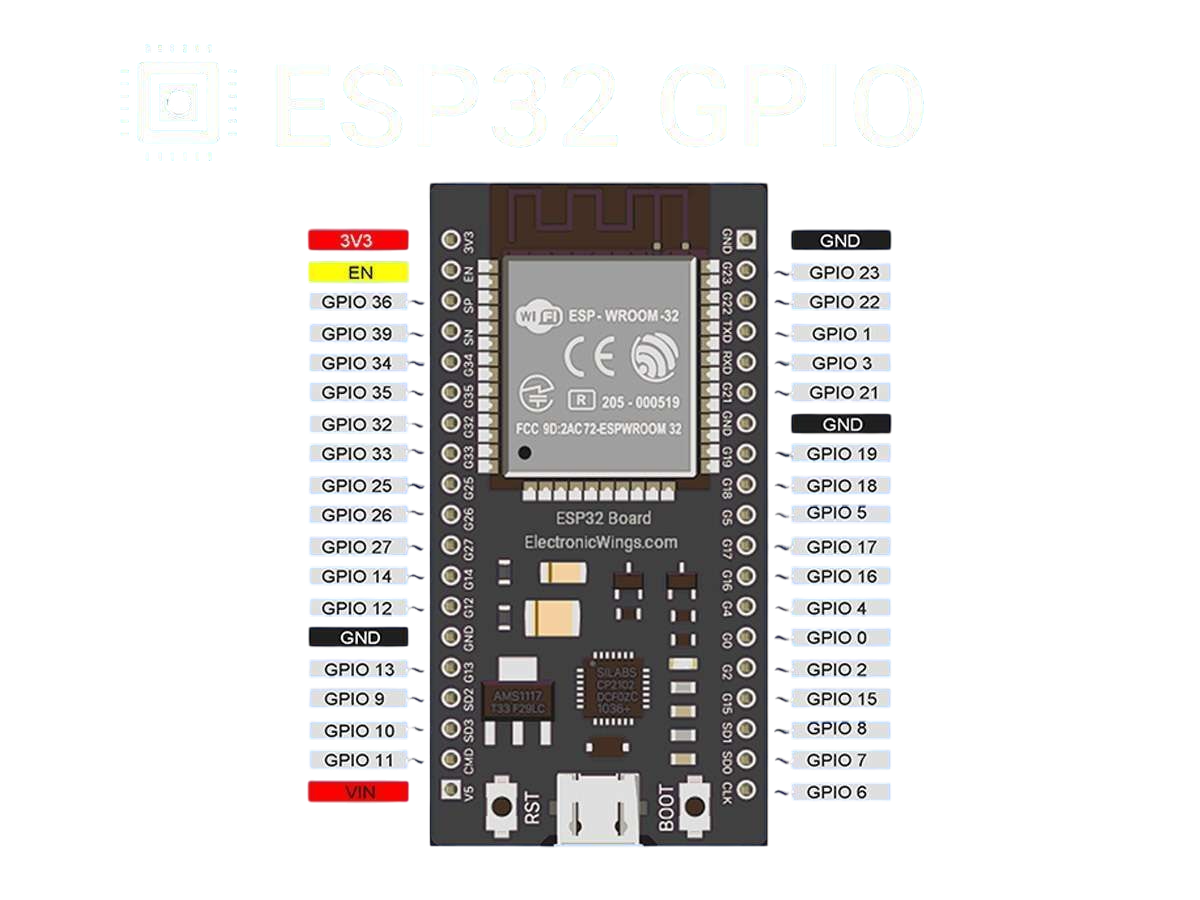 ESP32 GPIO
3V3
EN
GPIO 36
GPIO 39
GPIO 34
GPIO 35
GPIO 32
GPIO 33
GPIO 25
GPIO 26
GPIO 27
GPIO 14
GPIO 12
GND
GPIO 13
GPIO 9
GPIO 10
GPIO 11
VIN
3V3
EN
SP
SN
G34
G35
G32
G33
G25
G26
G27
G14
G12
GND
G13
SD2
SD3
CMD
V5
WiFi ESP - WROOM -32
CE
R 205 - 000519
FCC 9D:2AC72-ESPWROOM 32
ESP32 Board
ElectronicWings.com
AMS1117
T33 F29LC
SILABS
CP2102
DCF02C
1036+
RST
BOOT
GND
G23
G22
TXD
RXD
G21
GND
G19
G18
G5
G17
G16
G4
G0
G2
G15
SD1
SD0
CLK
GND
GPIO 23
GPIO 22
GPIO 1
GPIO 3
GPIO 21
GND
GPIO 19
GPIO 18
GPIO 5
GPIO 17
GPIO 16
GPIO 4
GPIO 0
GPIO 2
GPIO 15
GPIO 8
GPIO 7
GPIO 6